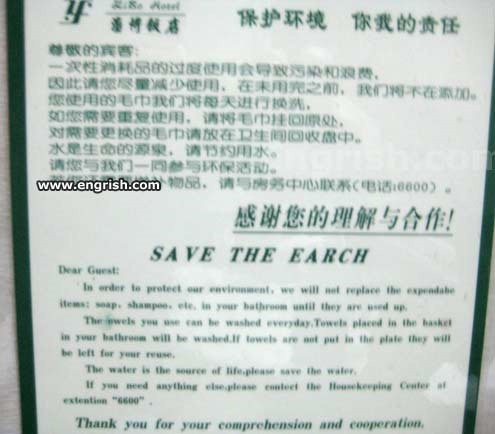 ZiBo Hotel
淄博饭店
保护环境 你我的责任
尊敬的宾客:
一次性消耗品的过度使用会导致污染和浪费,
因此请您尽量减少使用,在未用完之前,我们将不在添加。
您使用的毛巾我们将每天进行换洗,
如您需要重复使用,请将毛巾挂回原处,
对需要更换的毛巾请放在卫生间回收盘中。
水是生命的源泉,请节约用水。
engrish.com
请您与我们一同参与环保活动。
www.engrish.com
物品,请与房务中心联系(电话:6600)。
感谢您的理解与合作!
SAVE THE EARCH
Dear Guest:
In order to protect our environment, we will not replace the expendabe
items: soap, shampoo, etc. in your bathroom until they are used up.
The owels you use can be washed everyday.Towels placed in the basket
in your bathroom will be washed.If towels are not put in the plate they will
be left for your reuse.
The water is the source of life,please save the water.
If you need anything else,please contect the Housekeeping Center at
extention "6600" .
Thank you for your comprehension and cooperation.